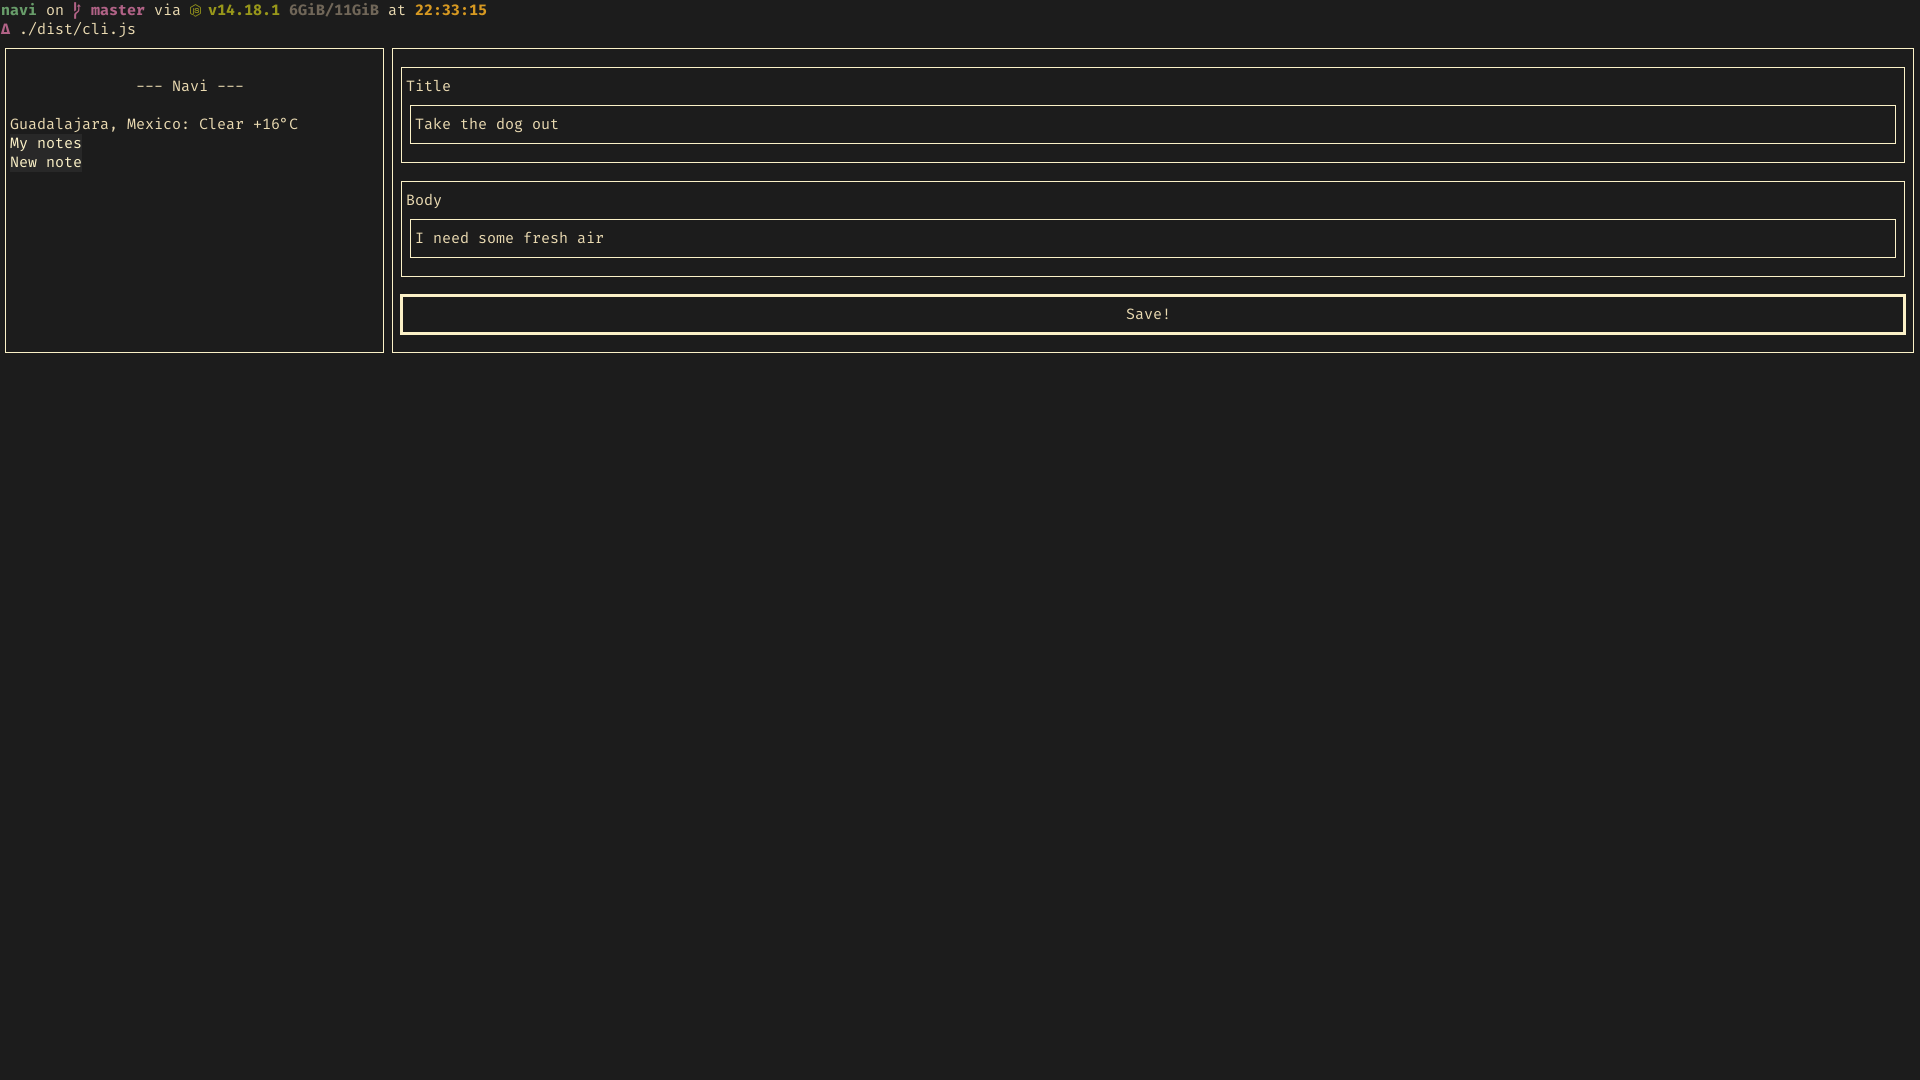 navi on master via v14.18.1 6GiB/11GiB at 22:33:15
Δ ./dist/cli.js
--- Navi ---
Guadalajara, Mexico: Clear +16°C
My notes
New note
Title
Take the dog out
Body
I need some fresh air
Save!